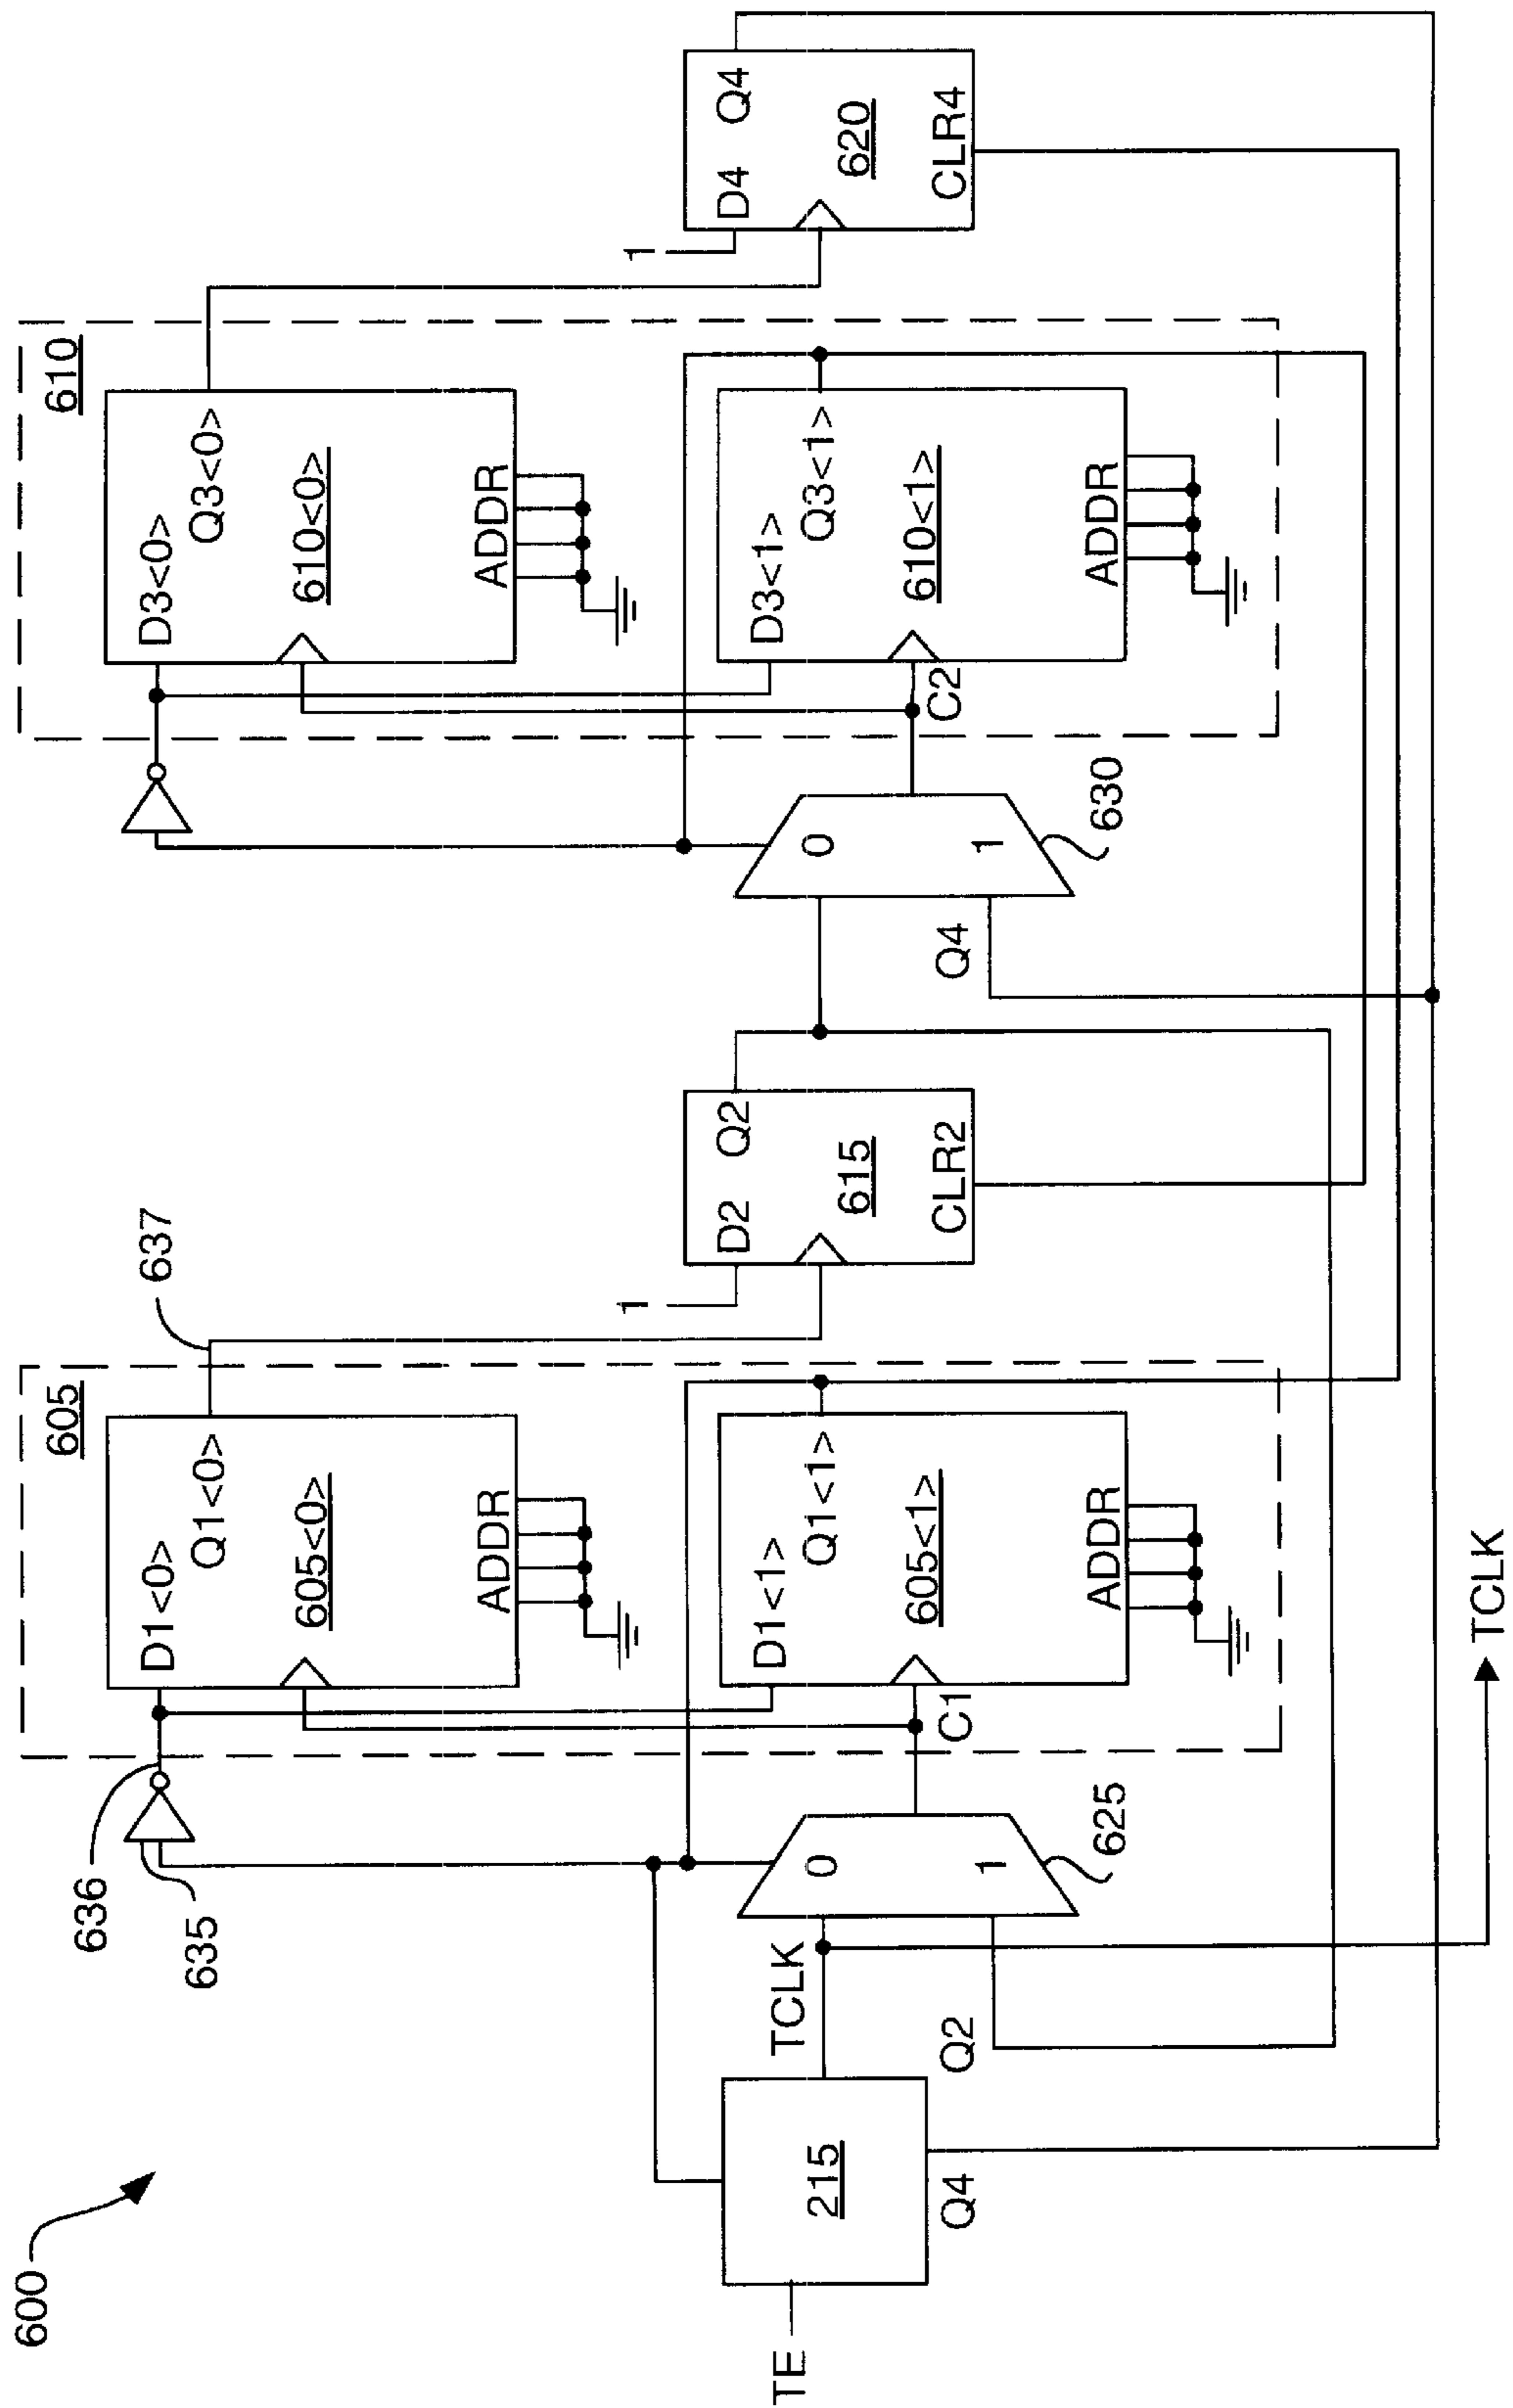 600
TE
215
Q4
TCLK
Q2
TCLK
0
1
625
636
635
605
D1<0>
Q1<0>
605<0>
ADDR
C1
D1<1>
Q1<1>
605<1>
ADDR
637
1
D2
Q2
615
CLR2
Q4
0
1
630
610
D3<0>
Q3<0>
610<0>
ADDR
C2
D3<1>
Q3<1>
610<1>
ADDR
1
D4
Q4
620
CLR4